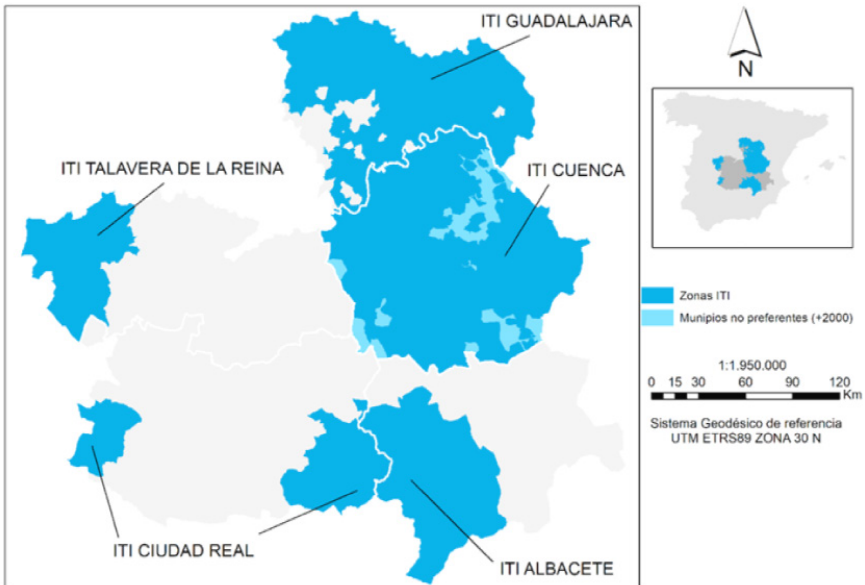 ITI GUADALAJARA
ITI TALAVERA DE LA REINA
ITI CUENCA
ITI CIUDAD REAL
ITI ALBACETE
N
Zonas ITI
Munipios no preferentes (+2000)
1:1.950.000
0 15 30 60 90 120
Km
Sistema Geodésico de referencia
UTM ETRS89 ZONA 30 N